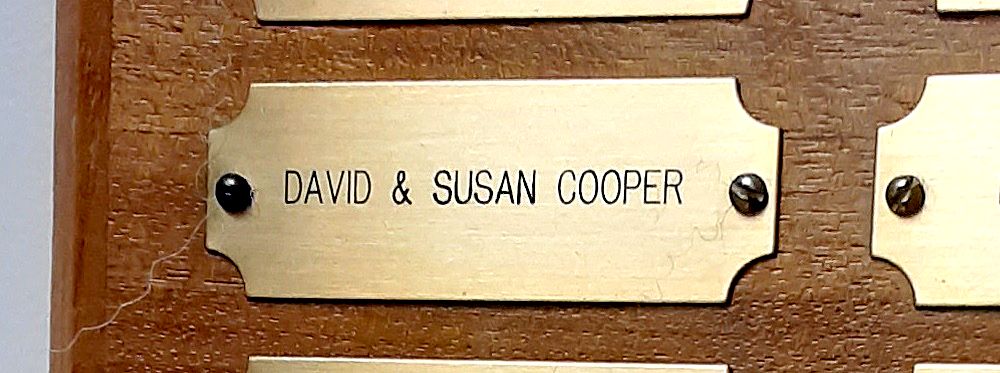 DAVID & SUSAN COOPER